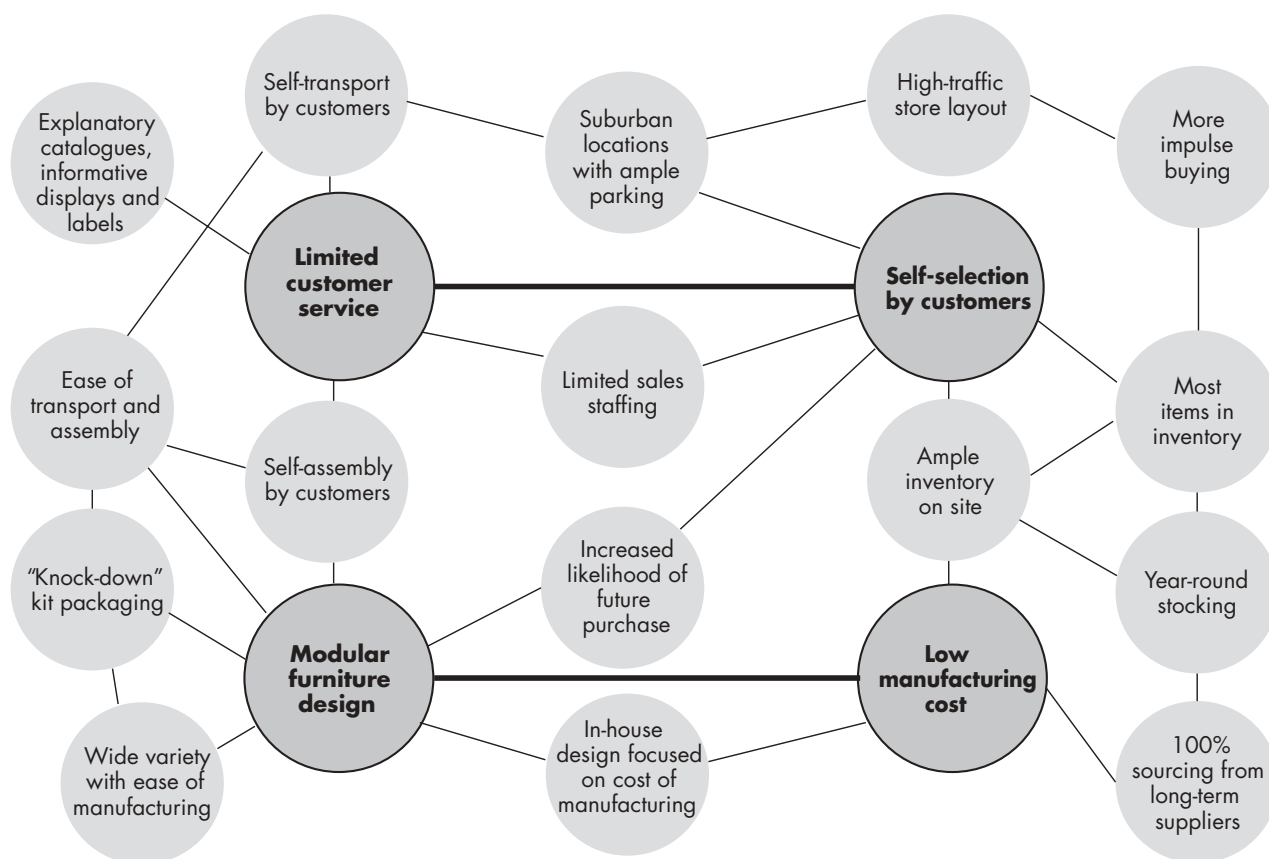 Self-transport
by customers
High-traffic
store layout
Explanatory
catalogues,
informative
displays and
labels
Suburban
locations
with ample
parking
More
impulse
buying
Limited
customer
service
Self-selection
by customers
Ease of
transport and
assembly
Limited sales
staffing
Most
items in
inventory
Self-assembly
by customers
Ample
inventory
on site
"Knock-down"
kit packaging
Increased
likelihood of
future
purchase
Year-round
stocking
Modular
furniture
design
Low
manufacturing
cost
Wide variety
with ease of
manufacturing
In-house
design focused
on cost of
manufacturing
100%
sourcing from
long-term
suppliers